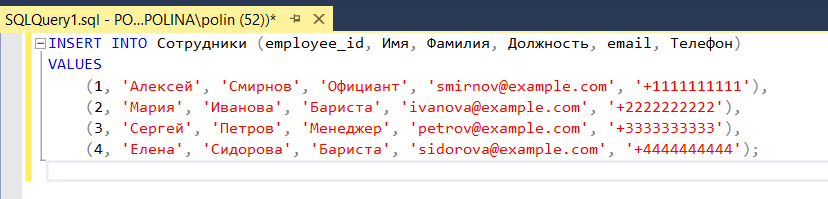 SQLQuery1.sql - PO...POLINA\polin (52))*
INSERT INTO Сотрудники (employee_id, Имя, Фамилия, Должность, email, Телефон)
VALUES
(1, 'Алексей', 'Смирнов', 'Официант', 'smirnov@example.com', '+1111111111'),
(2, 'Мария', 'Иванова', 'Бариста', 'ivanova@example.com', '+2222222222'),
(3, 'Сергей', 'Петров', 'Менеджер', 'petrov@example.com', '+3333333333'),
(4, 'Елена', 'Сидорова', 'Бариста', 'sidorova@example.com', '+4444444444');